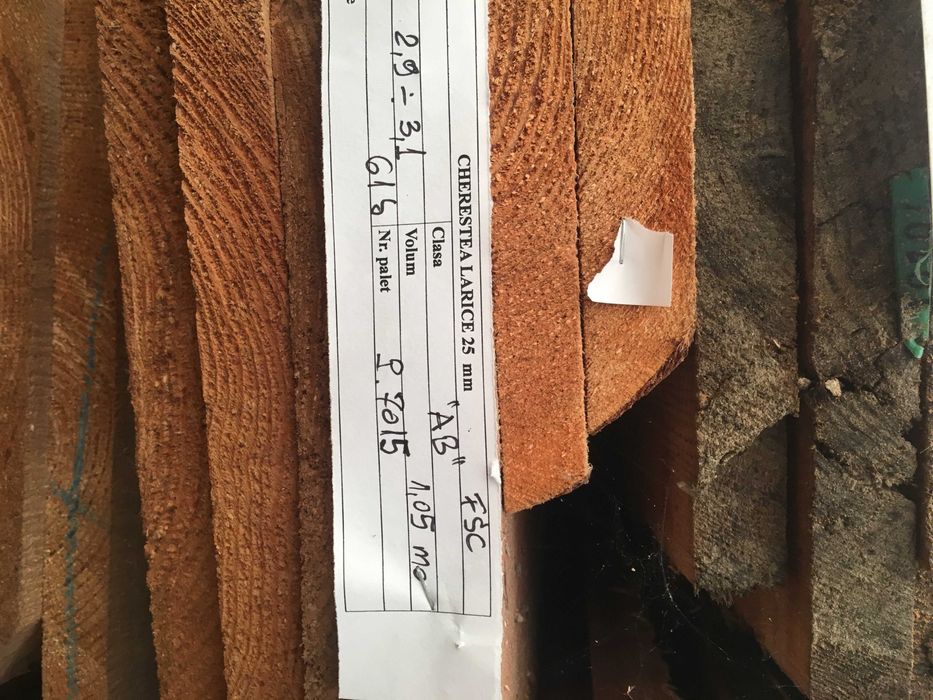 CHERESTEA LARICE 25 mm FSC
Clasa "AB"
2,9 ÷ 3,1 Volum 1,05 mc
616 Nr. palet 9.7015
e